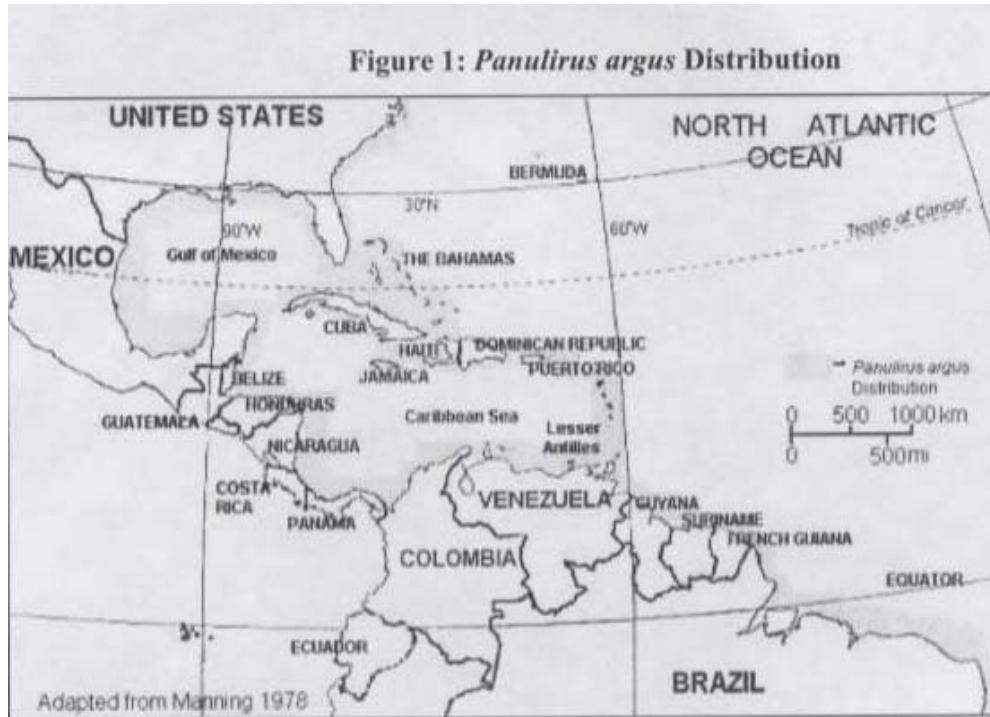 Figure 1: Panulirus argus Distribution
UNITED STATES
NORTH ATLANTIC
OCEAN
BERMUDA
30°N
90°W
60°W
Tropic of Cancer
MEXICO
Gulf of Mexico
THE BAHAMAS
CUBA
HAITI
DOMINICAN REPUBLIC
JAMAICA
PUERTO RICO
Panulirus argus
Distribution
BELIZE
HONDURAS
GUATEMALA
Caribbean Sea
Lesser
Antilles
0 500 1000 km
0 500 mi
NICARAGUA
COSTA
RICA
PANAMA
VENEZUELA
GUYANA
SURINAME
FRENCH GUIANA
COLOMBIA
EQUATOR
ECUADOR
BRAZIL
Adapted from Manning 1978